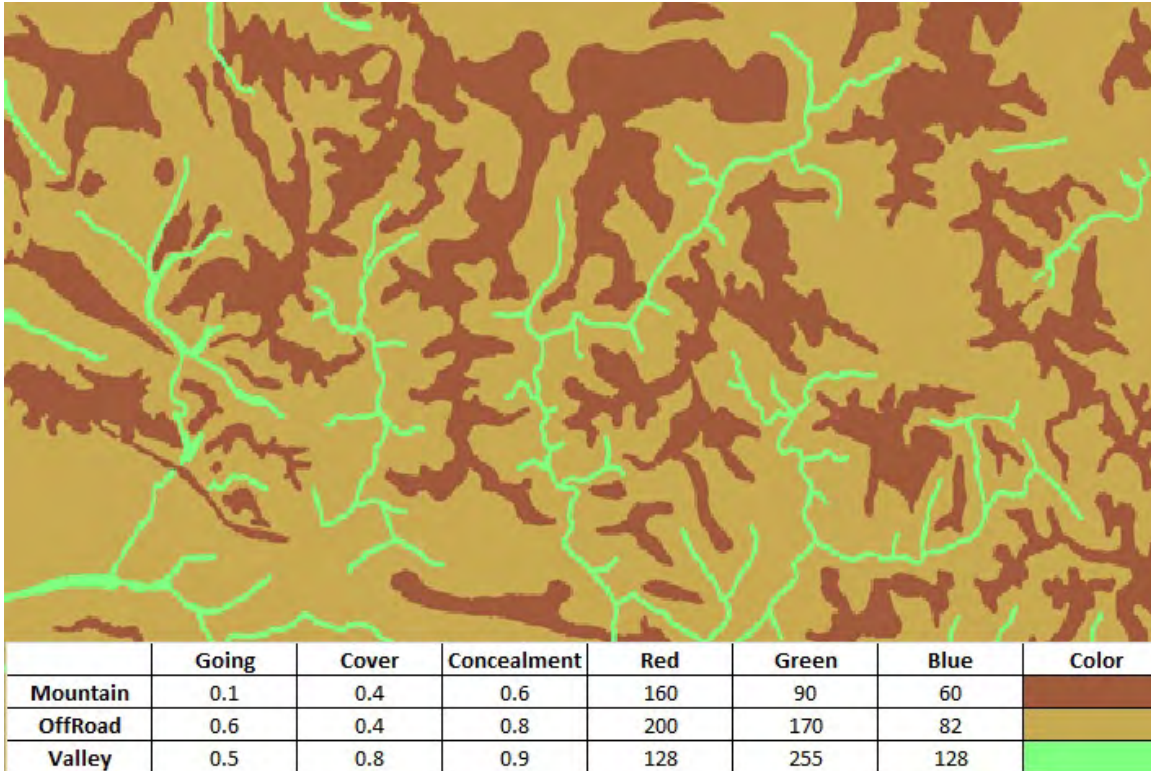 Going Cover Concealment Red Green Blue Color
Mountain 0.1 0.4 0.6 160 90 60
OffRoad 0.6 0.4 0.8 200 170 82
Valley 0.5 0.8 0.9 128 255 128